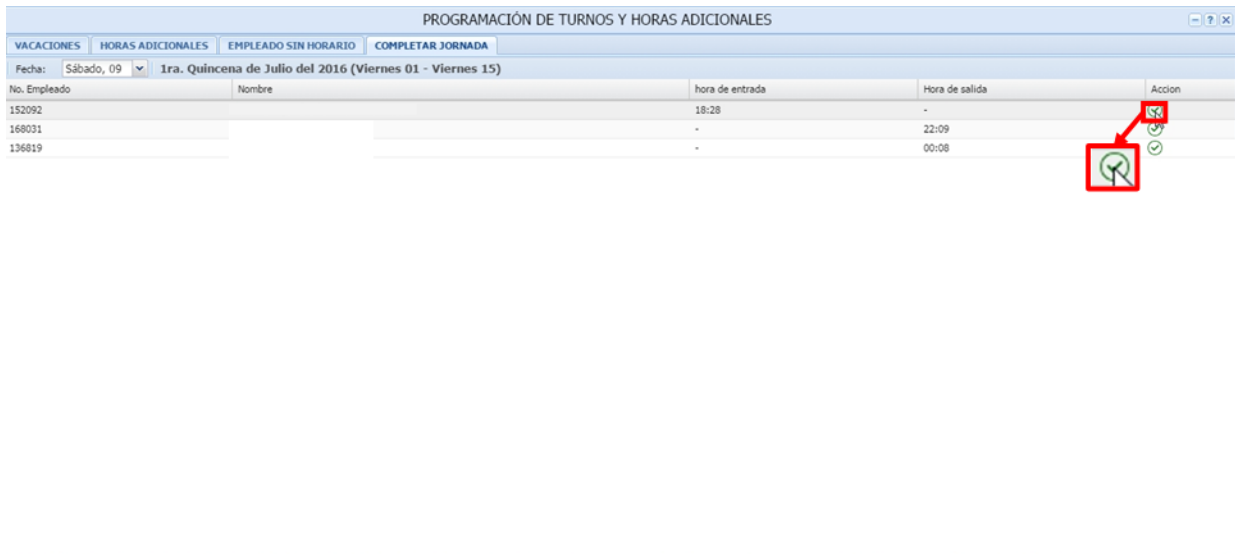 PROGRAMACIÓN DE TURNOS Y HORAS ADICIONALES
VACACIONES HORAS ADICIONALES EMPLEADO SIN HORARIO COMPLETAR JORNADA
Fecha: Sábado, 09 1ra. Quincena de Julio del 2016 (Viernes 01 - Viernes 15)
No. Empleado Nombre hora de entrada Hora de salida Accion
152092 18:28 -
168031 - 22:09
136819 - 00:08